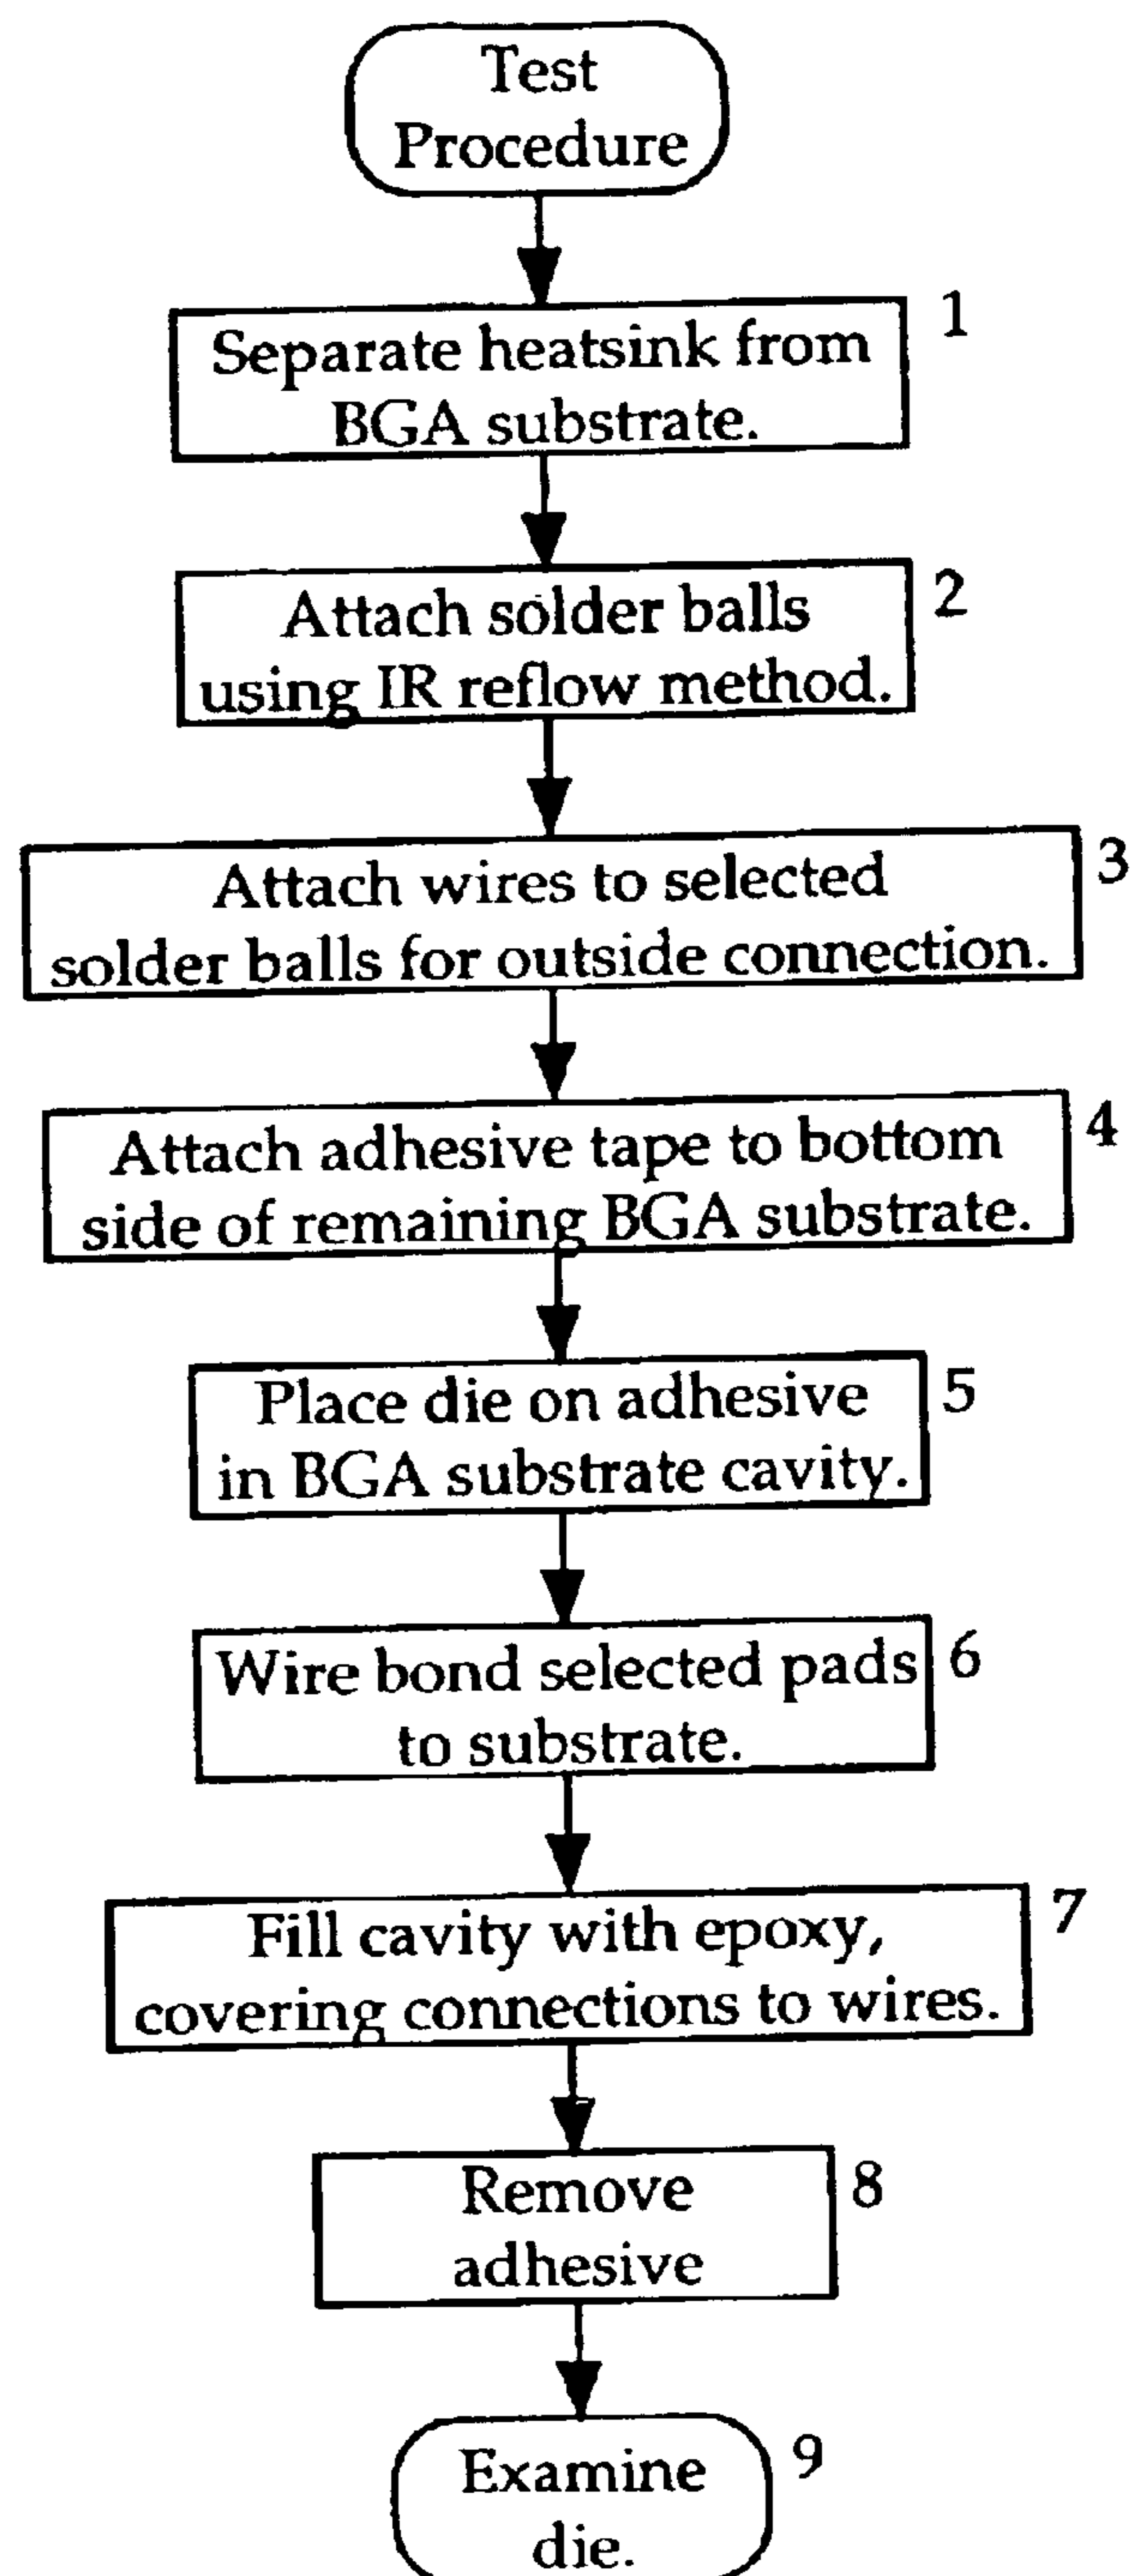 Test
Procedure
1
Separate heatsink from
BGA substrate.
2
Attach solder balls
using IR reflow method.
3
Attach wires to selected
solder balls for outside connection.
4
Attach adhesive tape to bottom
side of remaining BGA substrate.
5
Place die on adhesive
in BGA substrate cavity.
6
Wire bond selected pads
to substrate.
7
Fill cavity with epoxy,
covering connections to wires.
8
Remove
adhesive
9
Examine
die.